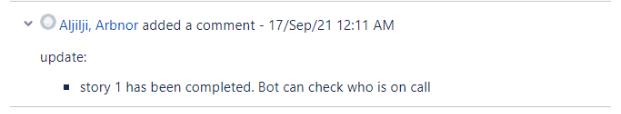 Aljilji, Arbnor added a comment - 17/Sep/21 12:11 AM
update:
▪ story 1 has been completed. Bot can check who is on call